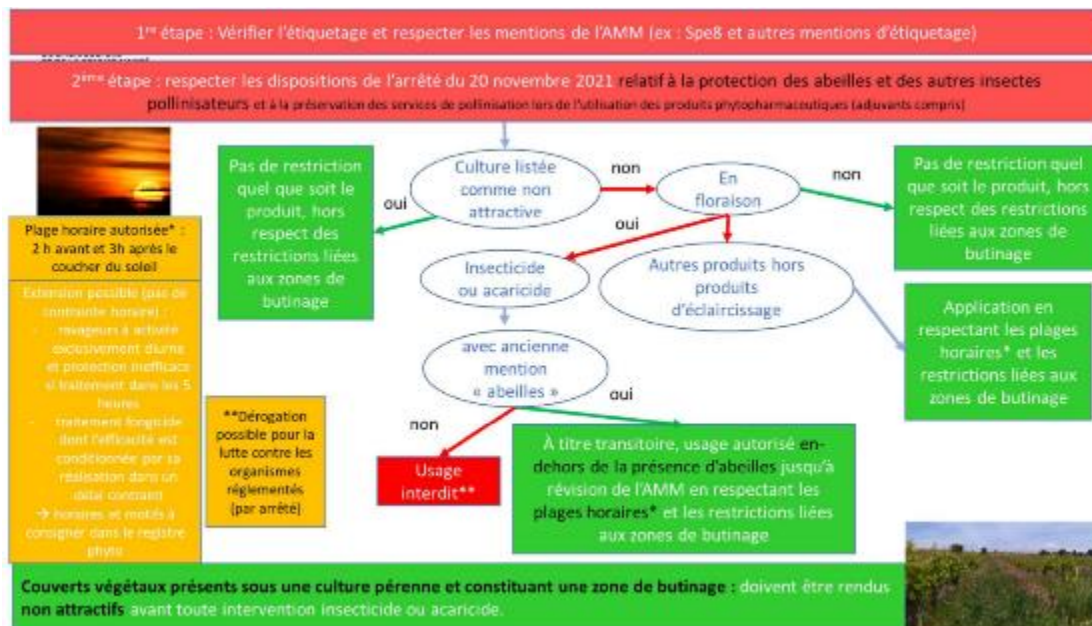 1re étape : Vérifier l'étiquetage et respecter les mentions de l'AMM (ex : Spe8 et autres mentions d'étiquetage)
2ième étape : respecter les dispositions de l'arrêté du 20 novembre 2021 relatif à la protection des abeilles et des autres insectes
pollinisateurs et à la préservation des services de pollinisation lors de l'utilisation des produits phytopharmaceutiques (adjuvants compris)
Pas de restriction
quel que soit le
produit, hors
respect des
restrictions liées
aux zones de
butinage
oui
Culture listée
comme non
attractive
non
En
floraison
non
Pas de restriction quel
que soit le produit, hors
respect des restrictions
liées aux zones de
butinage
oui
Insecticide
ou acaricide
Autres produits hors
produits
d'éclaircissage
Application en
respectant les plages
horaires* et les
restrictions liées aux
zones de butinage
avec ancienne
mention
« abeilles »
non
oui
Usage
interdit**
À titre transitoire, usage autorisé en-
dehors de la présence d'abeilles jusqu'à
révision de l'AMM en respectant les
plages horaires* et les restrictions liées
aux zones de butinage
Plage horaire autorisée* :
2 h avant et 3h après le
coucher du soleil
Extension possible (pas de
contrainte horaire) :
- ravageurs à activité
exclusivement diurne
et protection inefficace
si traitement dans les 5
heures
- traitement fongicide
dont l'efficacité est
conditionnée par sa
réalisation dans un
délai contraint
→ horaires et motifs à
consigner dans le registre
phyto
**Dérogation
possible pour la
lutte contre les
organismes
réglementés
(par arrêté)
Couverts végétaux présents sous une culture pérenne et constituant une zone de butinage : doivent être rendus
non attractifs avant toute intervention insecticide ou acaricide.